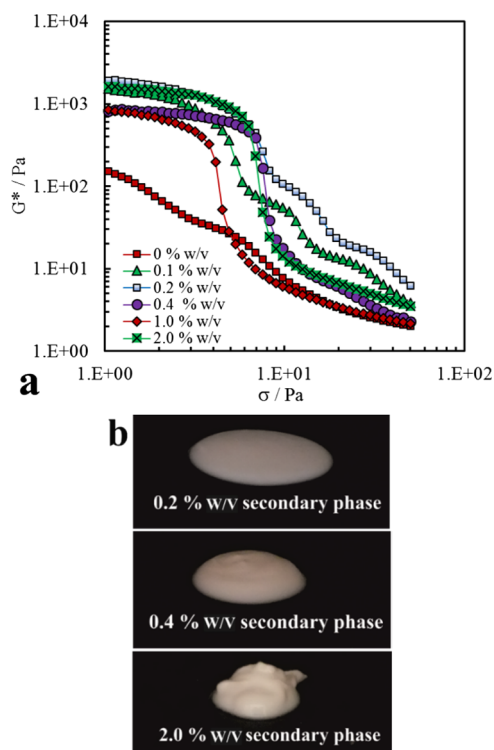 1.E+04
1.E+03
1.E+02
1.E+01
1.E+00
G* / Pa
0 % w/v
0.1 % w/v
0.2 % w/v
0.4 % w/v
1.0 % w/v
2.0 % w/v
1.E+00
1.E+01
1.E+02
σ / Pa
a
b
0.2 % w/v secondary phase
0.4 % w/v secondary phase
2.0 % w/v secondary phase